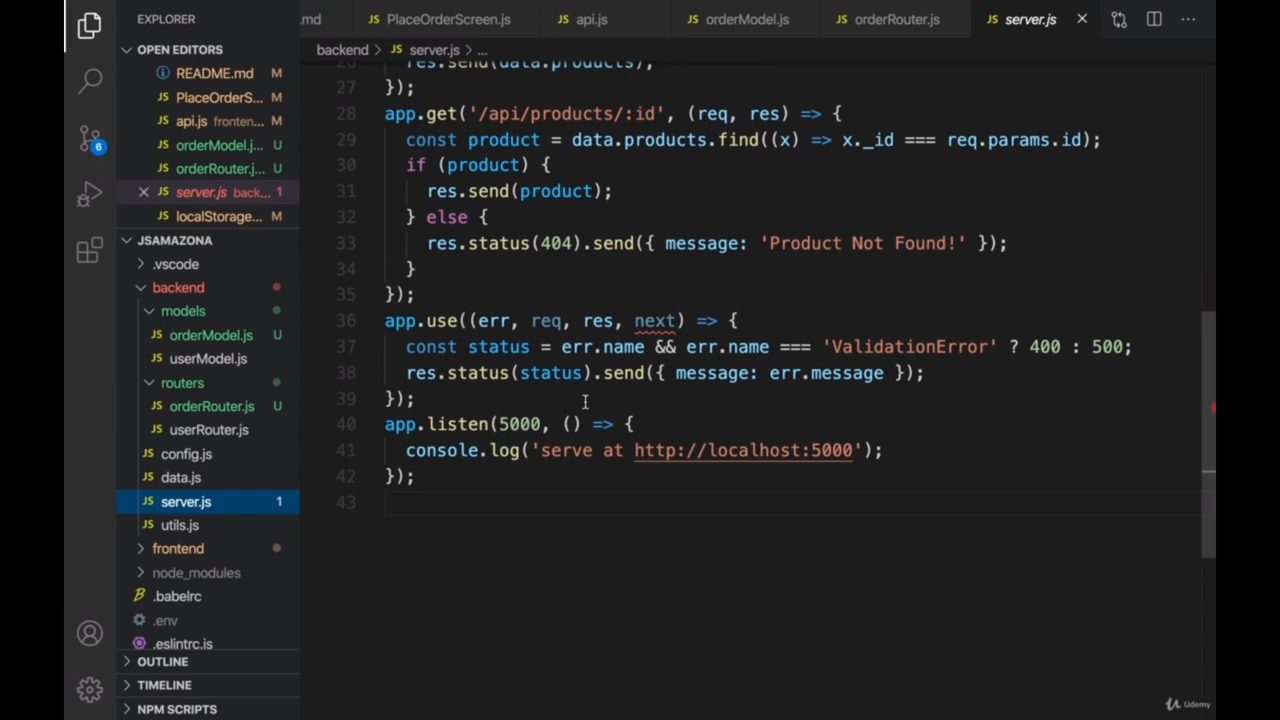 EXPLORER
.md
PlaceOrderScreen.js
api.js
orderModel.js
orderRouter.js
server.js
OPEN EDITORS
README.md M
PlaceOrderS... M
api.js fronten... M
orderModel.j... U
orderRouter.j... U
server.js back... 1
localStorage... M
JSAMAZONA
.vscode
backend
models
orderModel.js U
userModel.js
routers
orderRouter.js U
userRouter.js
config.js
data.js
server.js 1
utils.js
frontend
node_modules
.babelrc
.env
.eslintrc.js
OUTLINE
TIMELINE
NPM SCRIPTS
6
backend > JS server.js > ...
26 res.send(data.products);
27 });
28 app.get('/api/products/:id', (req, res) => {
29 const product = data.products.find((x) => x._id === req.params.id);
30 if (product) {
31 res.send(product);
32 } else {
33 res.status(404).send({ message: 'Product Not Found!' });
34 }
35 });
36 app.use((err, req, res, next) => {
37 const status = err.name && err.name === 'ValidationError' ? 400 : 500;
38 res.status(status).send({ message: err.message });
39 });
40 app.listen(5000, () => {
41 console.log('serve at http://localhost:5000');
42 });
43
Udemy